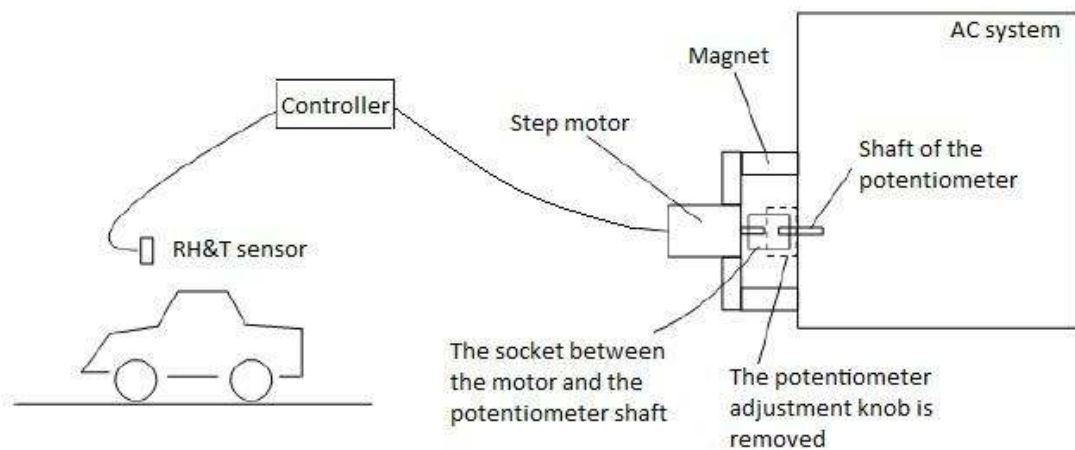 AC system
Magnet
Controller
Step motor
Shaft of the
potentiometer
RH&T sensor
The socket between
the motor and the
potentiometer shaft
The potentiometer
adjustment knob is
removed